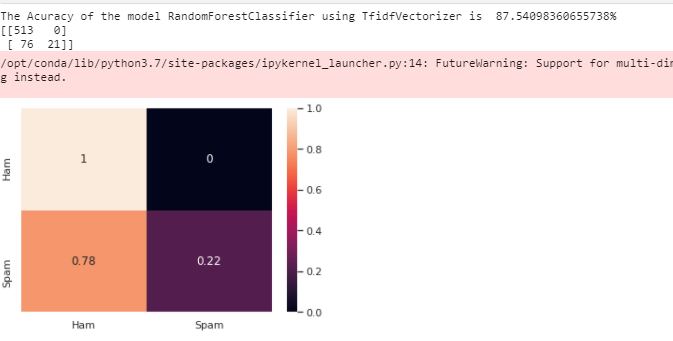 The Acuracy of the model RandomForestClassifier using TfidfVectorizer is  87.54098360655738%
[[513   0]
 [ 76  21]]
/opt/conda/lib/python3.7/site-packages/ipykernel_launcher.py:14: FutureWarning: Support for multi-dim
g instead.
1.0
Ham 1 0
0.8
0.6
0.4
Spam 0.78 0.22
0.2
0.0
Ham Spam